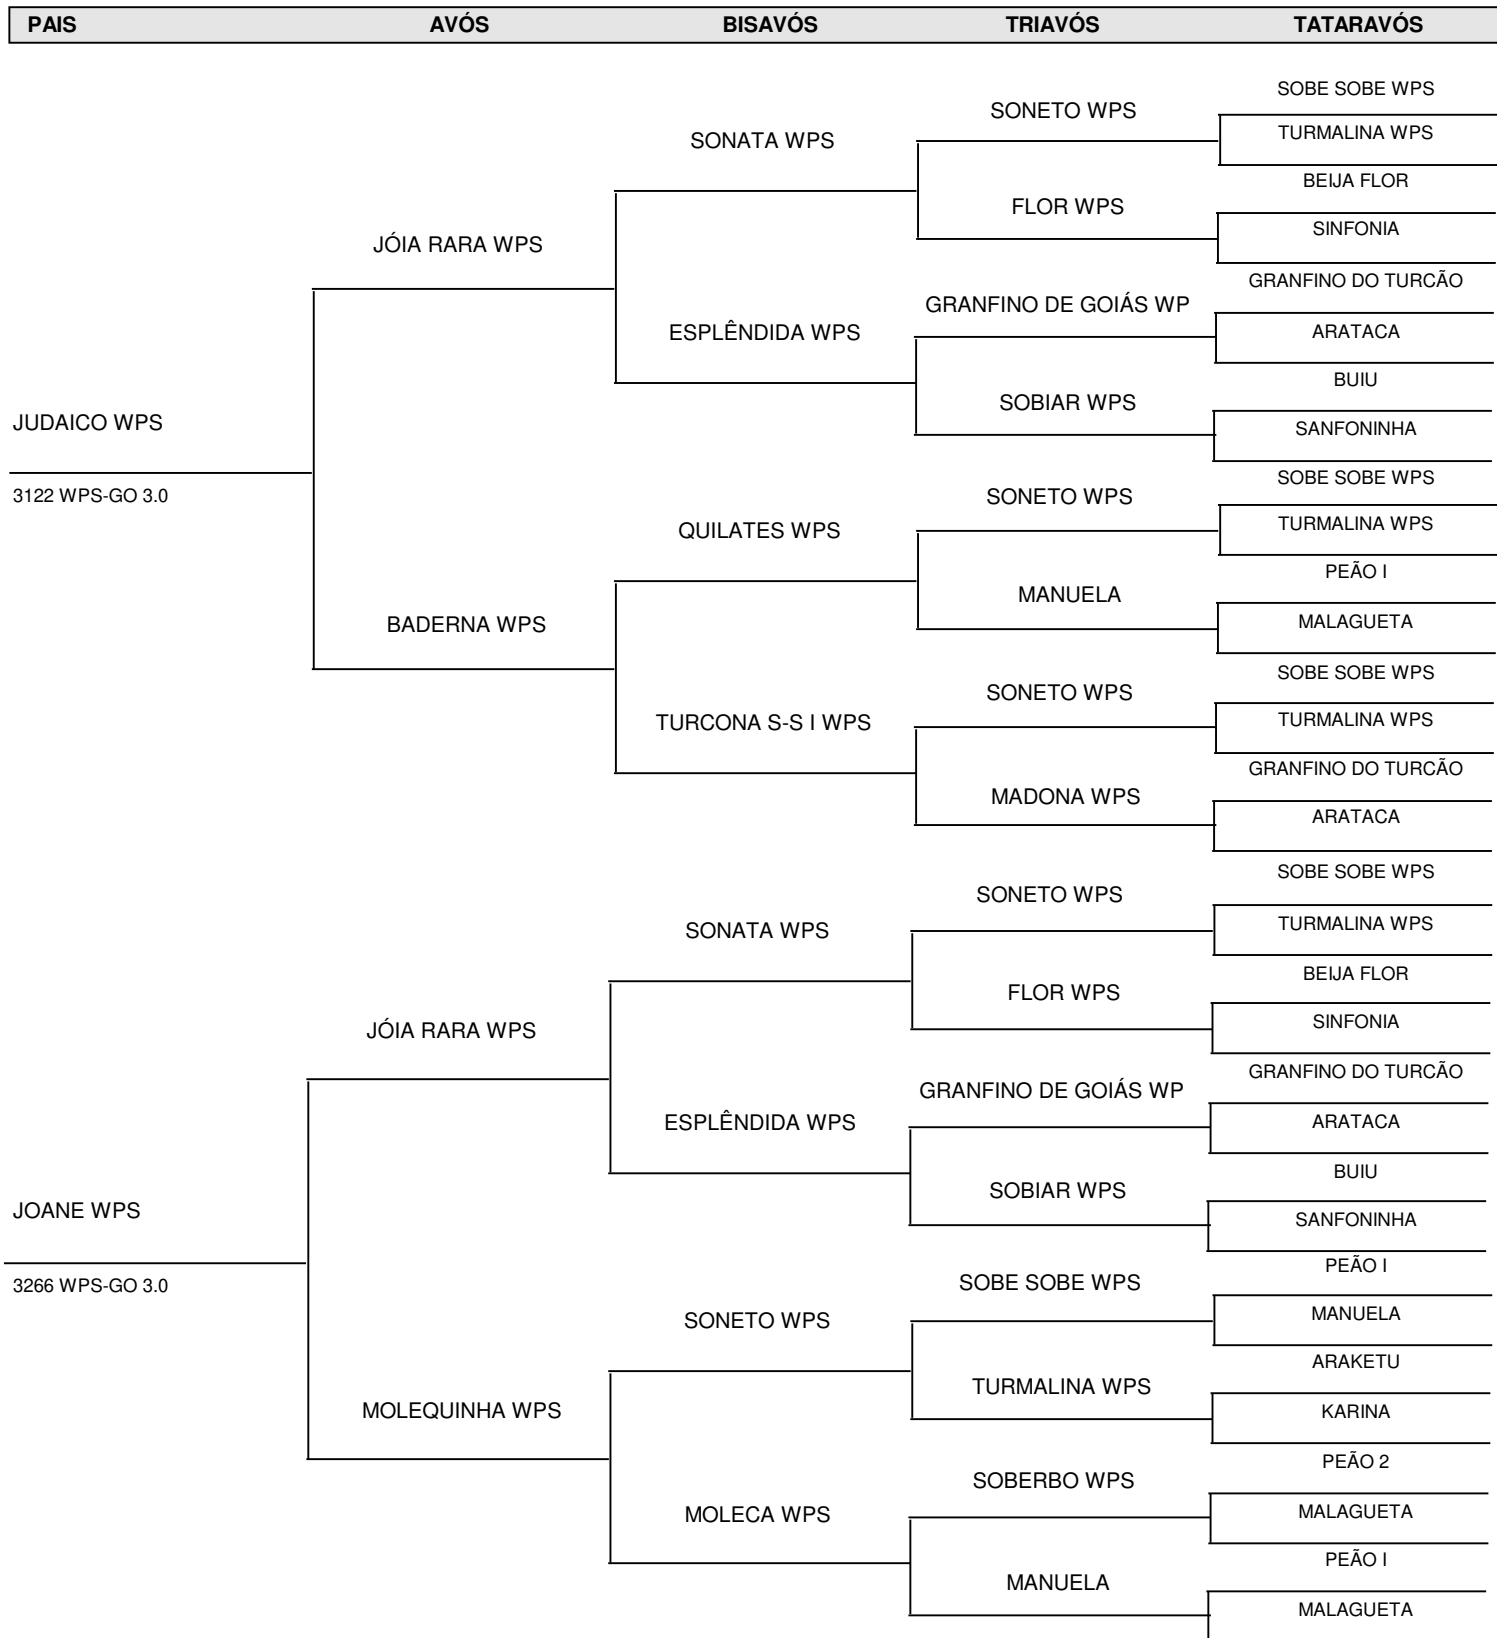 PAIS AVÓS BISAVÓS TRIAVÓS TATARAVÓS
SOBE SOBE WPS
SONETO WPS
TURMALINA WPS
SONATA WPS
BEIJA FLOR
FLOR WPS
SINFONIA
JÓIA RARA WPS
GRANFINO DO TURCÃO
GRANFINO DE GOIÁS WP
ARATACA
ESPLÊNDIDA WPS
BUIU
SOBIAR WPS
SANFONINHA
JUDAICO WPS
3122 WPS-GO 3.0
SOBE SOBE WPS
SONETO WPS
TURMALINA WPS
QUILATES WPS
PEÃO I
MANUELA
MALAGUETA
BADERNA WPS
SOBE SOBE WPS
SONETO WPS
TURMALINA WPS
TURCONA S-S I WPS
GRANFINO DO TURCÃO
MADONA WPS
ARATACA
SOBE SOBE WPS
SONETO WPS
TURMALINA WPS
SONATA WPS
BEIJA FLOR
FLOR WPS
SINFONIA
JÓIA RARA WPS
GRANFINO DO TURCÃO
GRANFINO DE GOIÁS WP
ARATACA
ESPLÊNDIDA WPS
BUIU
SOBIAR WPS
SANFONINHA
JOANE WPS
3266 WPS-GO 3.0
PEÃO I
SOBE SOBE WPS
MANUELA
SONETO WPS
ARAKETU
TURMALINA WPS
KARINA
MOLEQUINHA WPS
PEÃO 2
SOBERBO WPS
MALAGUETA
MOLECA WPS
PEÃO I
MANUELA
MALAGUETA